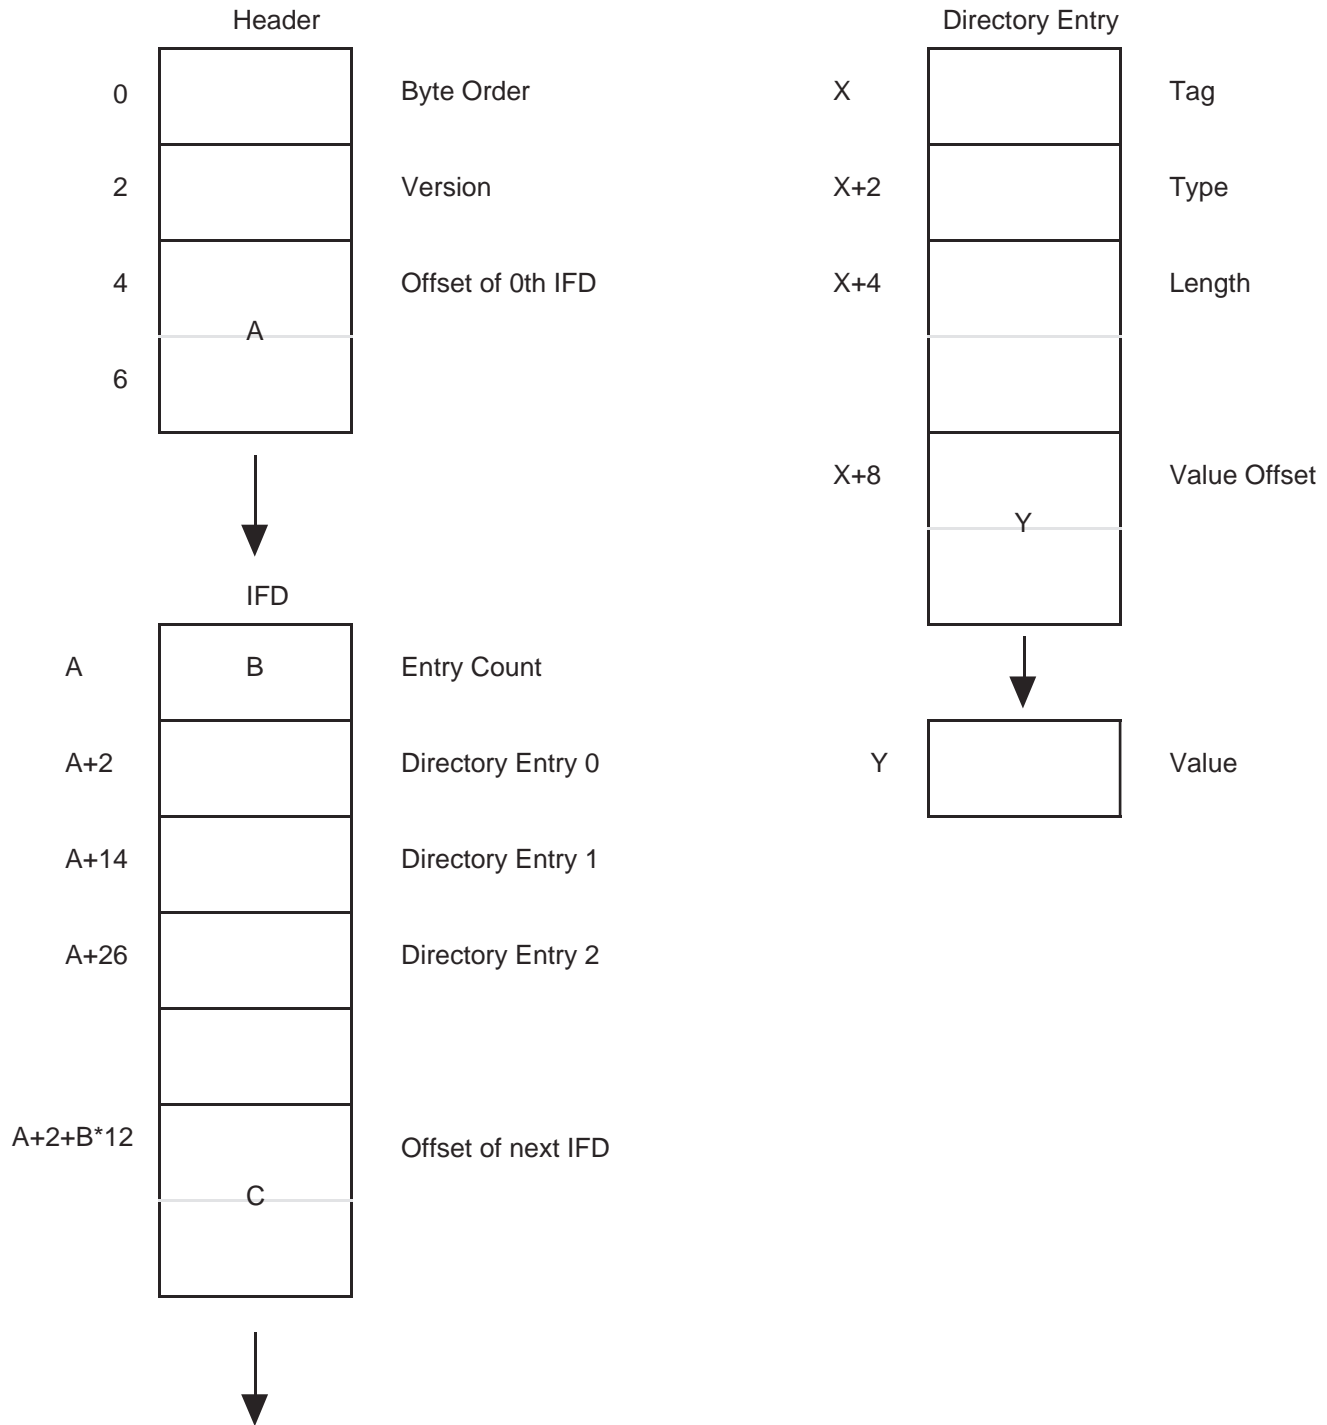 Header
0 Byte Order
2 Version
4 Offset of 0th IFD
A
6
IFD
A B Entry Count
A+2 Directory Entry 0
A+14 Directory Entry 1
A+26 Directory Entry 2
A+2+B*12 Offset of next IFD
C
Directory Entry
X Tag
X+2 Type
X+4 Length
X+8 Value Offset
Y
Y Value